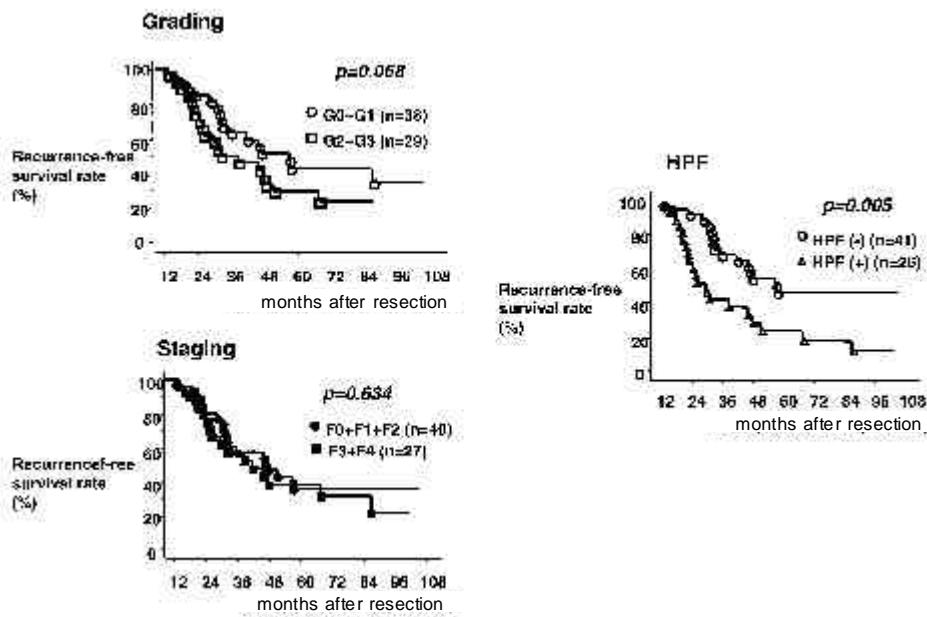 Grading
p=0.068
100
80
60
40
20
0
G0-G1 (n=38)
G2-G3 (n=29)
Recurrence-free
survival rate
(%)
12 24 36 48 60 72 84 96 108
months after resection
HPF
p=0.005
100
80
60
40
20
0
HPF (-) (n=41)
HPF (+) (n=26)
Recurrence-free
survival rate
(%)
12 24 36 48 60 72 84 96 108
months after resection
Staging
p=0.634
100
80
60
40
20
0
F0+F1+F2 (n=40)
F3+F4 (n=27)
Recurrencef-ree
survival rate
(%)
12 24 36 48 60 72 84 96 108
months after resection